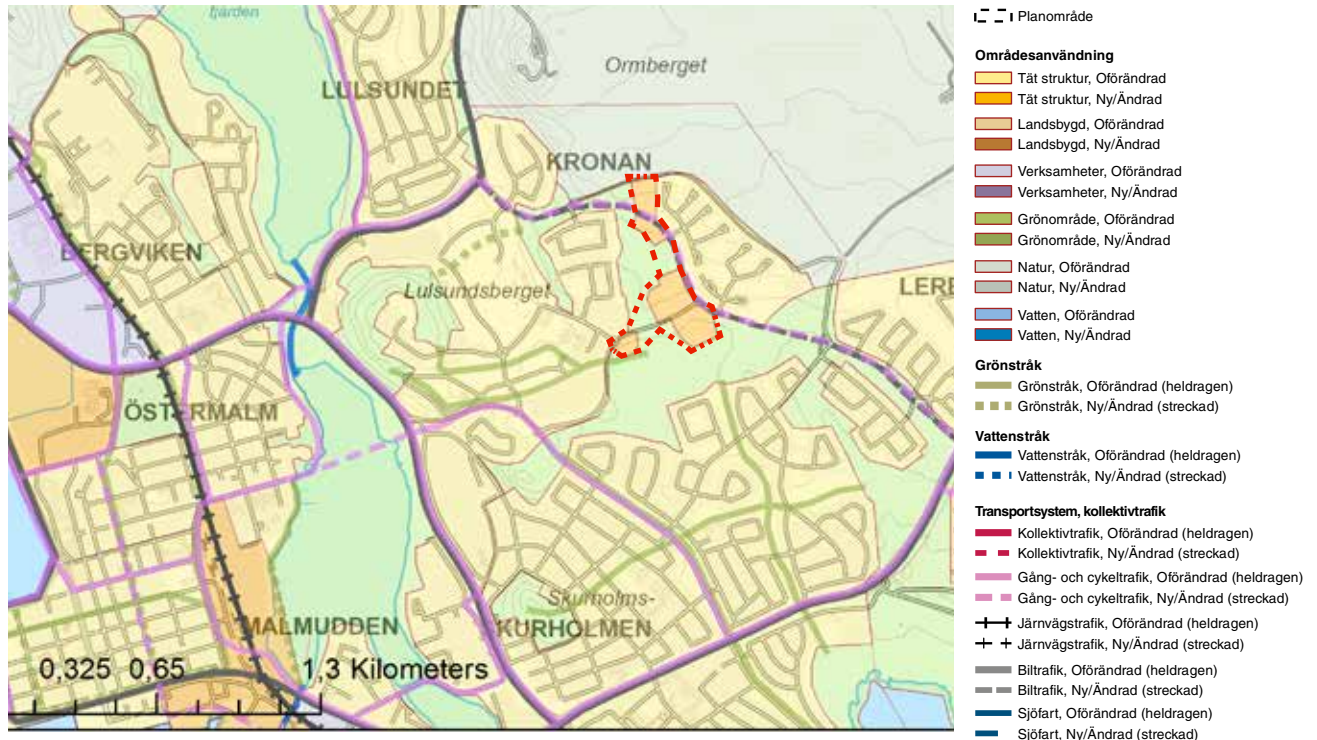 fjärden
Ormberget
LULSUNDET
KRONAN
BERGVIKEN
LERE
Lulsundsberget
ÖSTERMALM
Skurholms-
MALMUDDEN
KURHOLMEN
0,325 0,65 1,3 Kilometers
Planområde
Områdesanvändning
Tät struktur, Oförändrad
Tät struktur, Ny/Ändrad
Landsbygd, Oförändrad
Landsbygd, Ny/Ändrad
Verksamheter, Oförändrad
Verksamheter, Ny/Ändrad
Grönområde, Oförändrad
Grönområde, Ny/Ändrad
Natur, Oförändrad
Natur, Ny/Ändrad
Vatten, Oförändrad
Vatten, Ny/Ändrad
Grönstråk
Grönstråk, Oförändrad (heldragen)
Grönstråk, Ny/Ändrad (streckad)
Vattenstråk
Vattenstråk, Oförändrad (heldragen)
Vattenstråk, Ny/Ändrad (streckad)
Transportsystem, kollektivtrafik
Kollektivtrafik, Oförändrad (heldragen)
Kollektivtrafik, Ny/Ändrad (streckad)
Gång- och cykeltrafik, Oförändrad (heldragen)
Gång- och cykeltrafik, Ny/Ändrad (streckad)
Järnvägstrafik, Oförändrad (heldragen)
Järnvägstrafik, Ny/Ändrad (streckad)
Biltrafik, Oförändrad (heldragen)
Biltrafik, Ny/Ändrad (streckad)
Sjöfart, Oförändrad (heldragen)
Sjöfart, Ny/Ändrad (streckad)